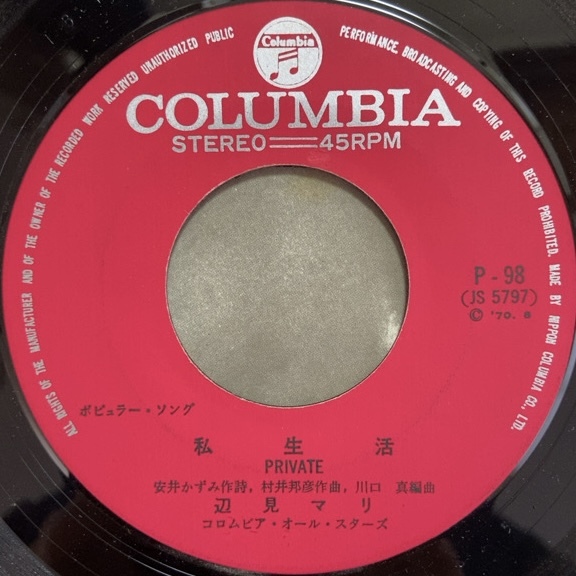 ALL RIGHTS OF THE MANUFACTURER AND OF THE OWNER OF THE RECORDED WORK RESERVED UNAUTHORIZED PUBLIC PERFORMANCE, BROADCASTING AND COPYING OF THIS RECORD PROHIBITED. MADE BY NIPPON COLUMBIA CO., LTD.
Columbia
COLUMBIA
STEREO 45RPM
P-98
(JS 5797)
© '70. 8
ポピュラー・ソング
私生活
PRIVATE
安井かずみ作詩, 村井邦彦作曲, 川口 真編曲
辺見マリ
コロムビア・オール・スターズ